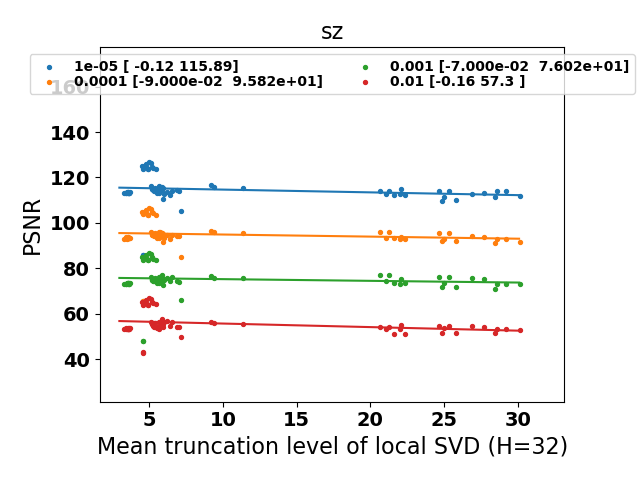 sz
1e-05 [ -0.12 115.89]
0.0001 [-9.000e-02  9.582e+01]
0.001 [-7.000e-02  7.602e+01]
0.01 [-0.16 57.3 ]
160
140
120
100
80
60
40
PSNR
5 10 15 20 25 30
Mean truncation level of local SVD (H=32)